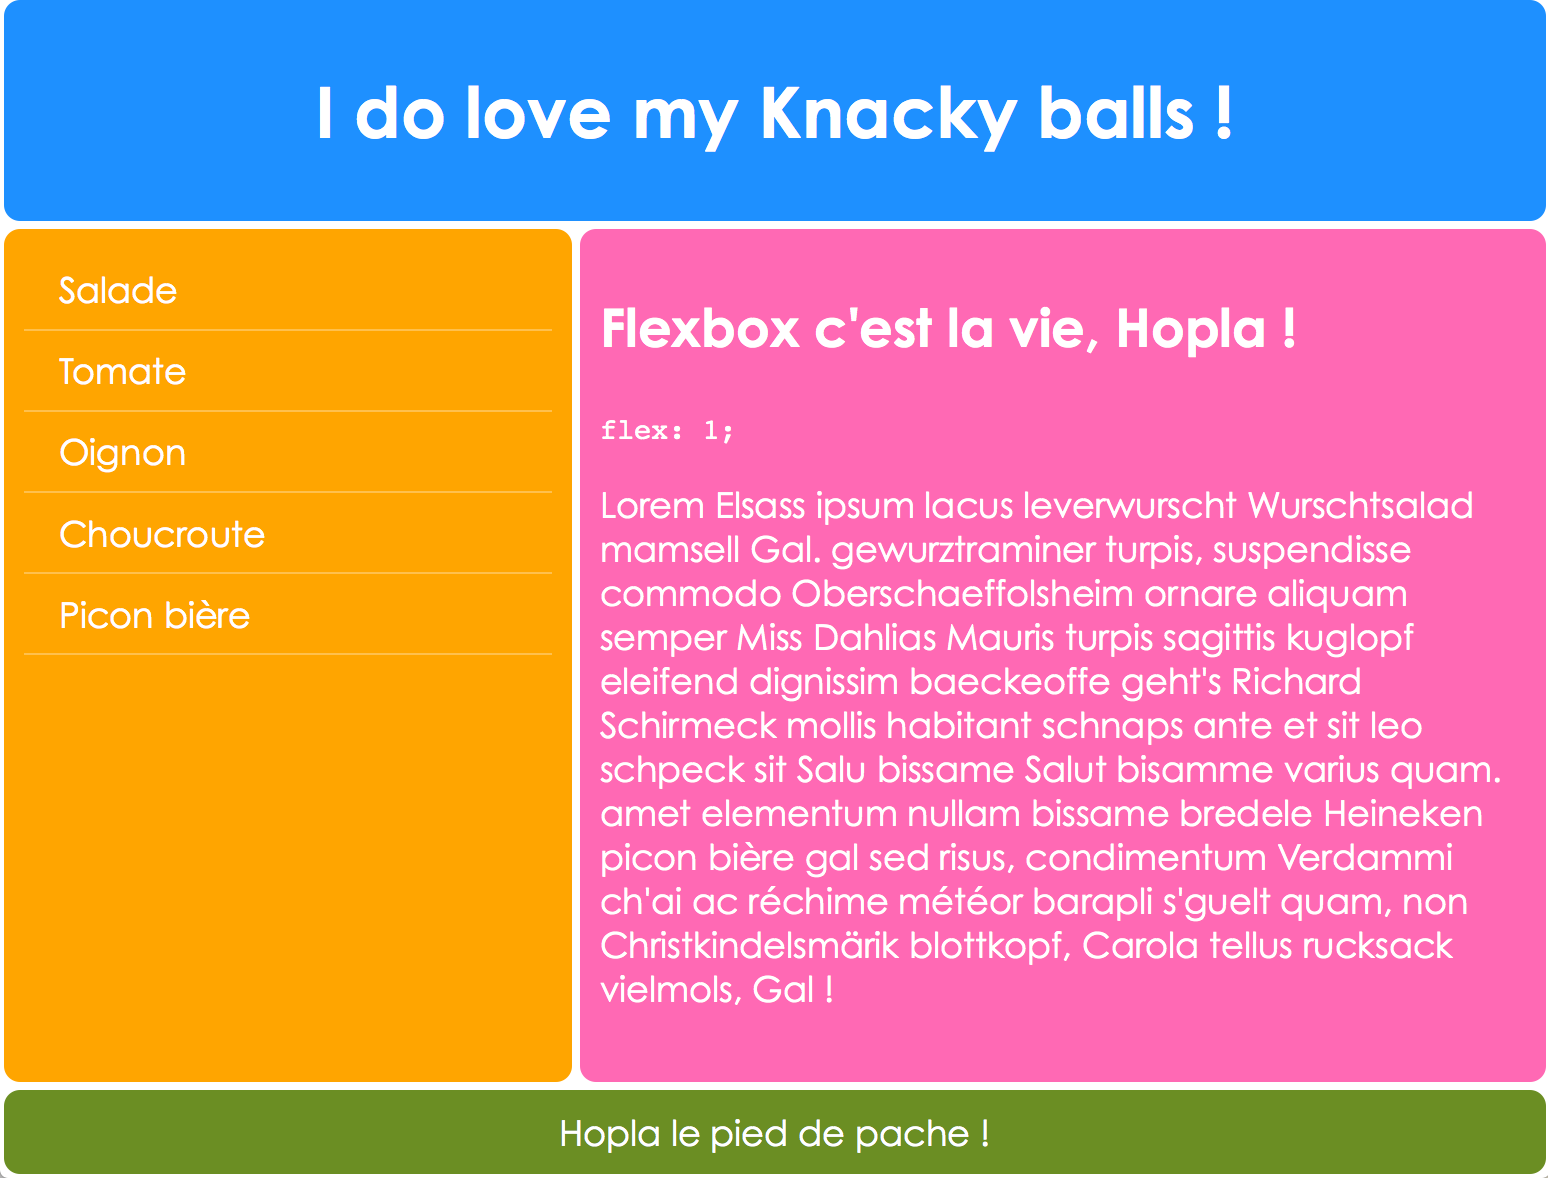 I do love my Knacky balls !
Salade
Tomate
Oignon
Choucroute
Picon bière
Flexbox c'est la vie, Hopla !
flex: 1;
Lorem Elsass ipsum lacus leverwurscht Wurschtsalad
mamsell Gal. gewurztraminer turpis, suspendisse
commodo Oberschaeffolsheim ornare aliquam
semper Miss Dahlias Mauris turpis sagittis kuglopf
eleifend dignissim baeckeoffe geht's Richard
Schirmeck mollis habitant schnaps ante et sit leo
schpeck sit Salu bissame Salut bisamme varius quam.
amet elementum nullam bissame bredele Heineken
picon bière gal sed risus, condimentum Verdammi
ch'ai ac réchime météor barapli s'guelt quam, non
Christkindelsmärik blottkopf, Carola tellus rucksack
vielmols, Gal !
Hopla le pied de pache !